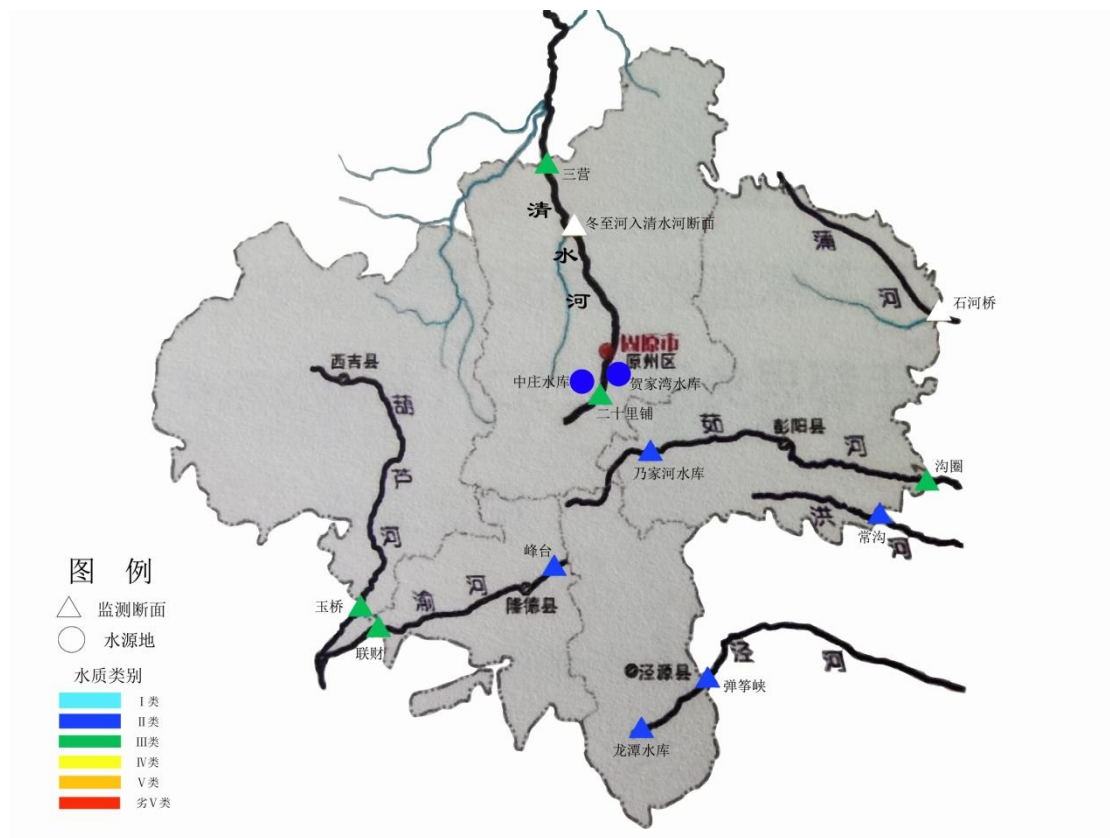 三营
清
冬至河入清水河断面
水
河
蒲
河
石河桥
固原市
原州区
西吉县
中庄水库
贺家湾水库
二十里铺
葫
芦
河
茹
河
彭阳县
乃家河水库
沟圈
洪
河
常沟
峰台
渝
河
隆德县
玉桥
联财
泾源县
泾
河
弹筝峡
龙潭水库
图 例
监测断面
水源地
水质类别
Ⅰ类
Ⅱ类
Ⅲ类
Ⅳ类
Ⅴ类
劣Ⅴ类